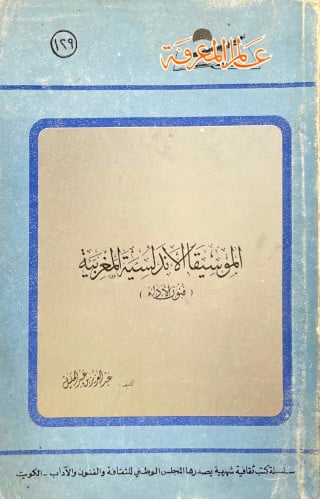 عالم المعرفة
١٢٩
الموسيقا الأندلسية المغربية
( فنون الأداء )
تأليف: عبد العزيز بن عبد الجليل
سلسلة كتب ثقافية شهرية يصدرها المجلس الوطني للثقافة والفنون والآداب - الكويت